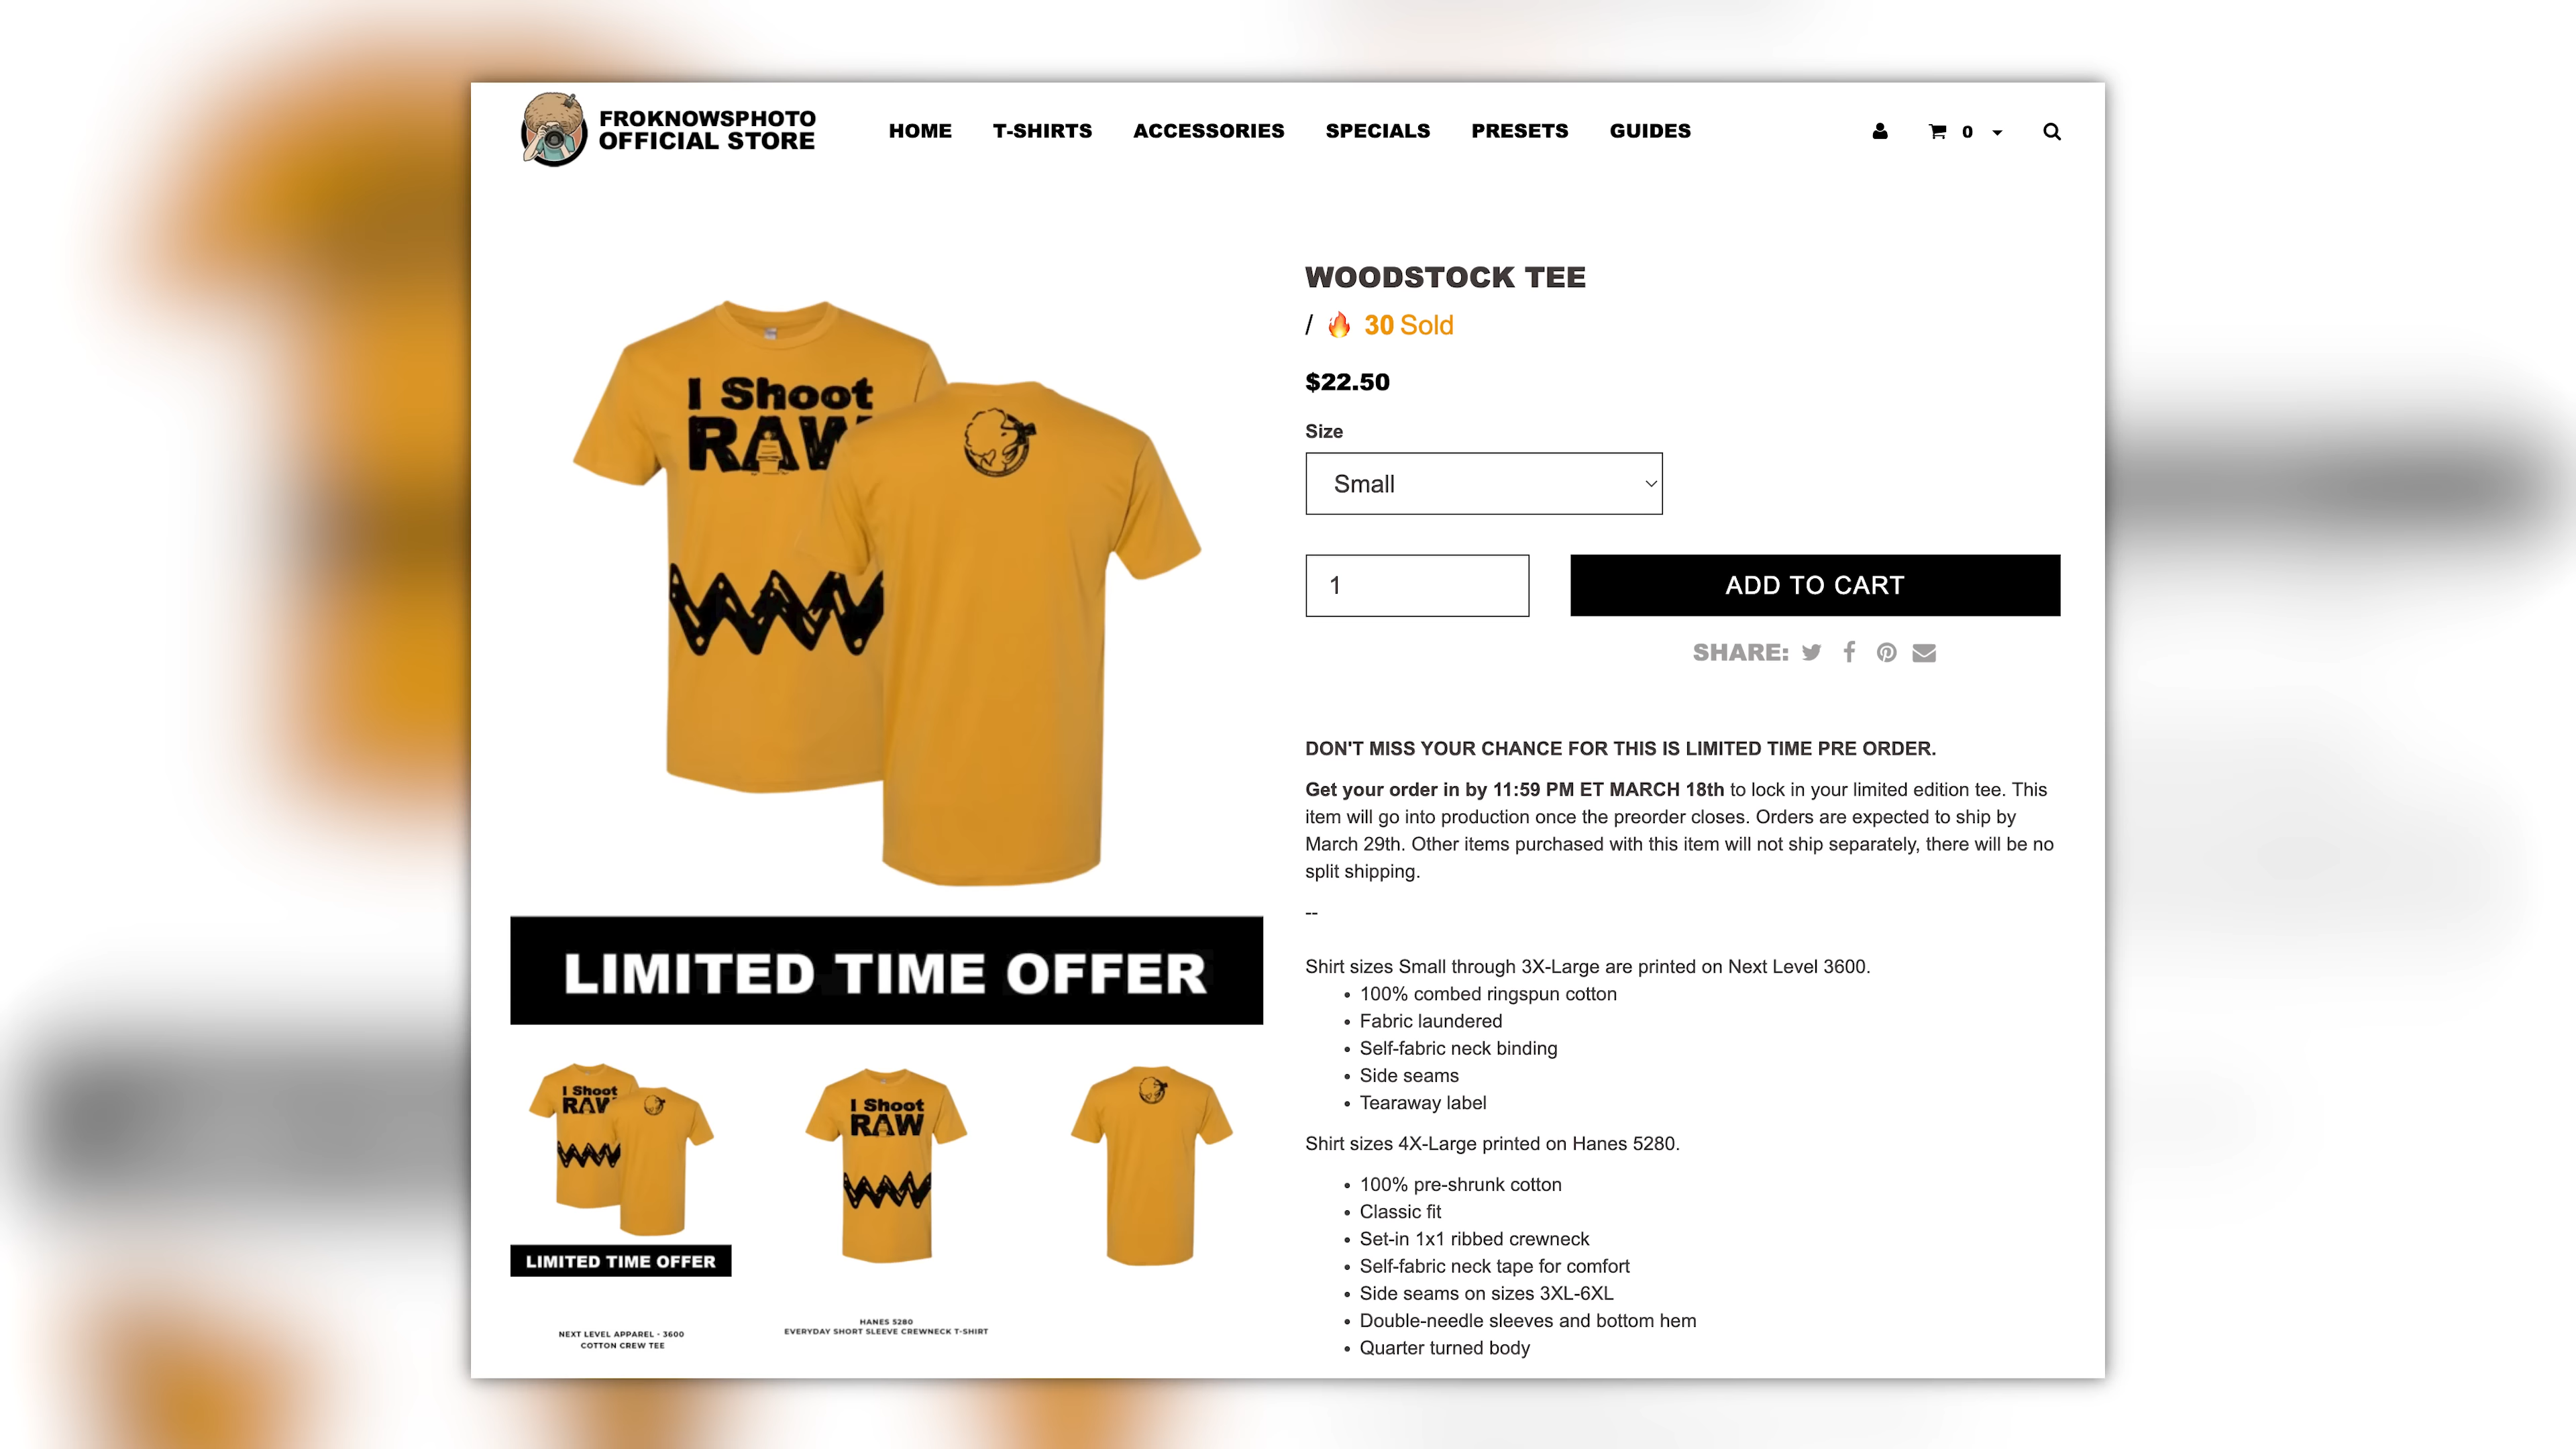 FROKNOWSPHOTO
OFFICIAL STORE
HOME
T-SHIRTS
ACCESSORIES
SPECIALS
PRESETS
GUIDES
0
WOODSTOCK TEE
/ 🔥 30 Sold
$22.50
Size
Small
1
ADD TO CART
SHARE:
I Shoot
RAW
DON'T MISS YOUR CHANCE FOR THIS IS LIMITED TIME PRE ORDER.
Get your order in by 11:59 PM ET MARCH 18th to lock in your limited edition tee. This
item will go into production once the preorder closes. Orders are expected to ship by
March 29th. Other items purchased with this item will not ship separately, there will be no
split shipping.
--
LIMITED TIME OFFER
Shirt sizes Small through 3X-Large are printed on Next Level 3600.
• 100% combed ringspun cotton
• Fabric laundered
• Self-fabric neck binding
• Side seams
• Tearaway label
Shirt sizes 4X-Large printed on Hanes 5280.
• 100% pre-shrunk cotton
• Classic fit
• Set-in 1x1 ribbed crewneck
• Self-fabric neck tape for comfort
• Side seams on sizes 3XL-6XL
• Double-needle sleeves and bottom hem
• Quarter turned body
I Shoot
RAW
LIMITED TIME OFFER
I Shoot
RAW
NEXT LEVEL APPAREL - 3600
COTTON CREW TEE
HANES 5280
EVERYDAY SHORT SLEEVE CREWNECK T-SHIRT